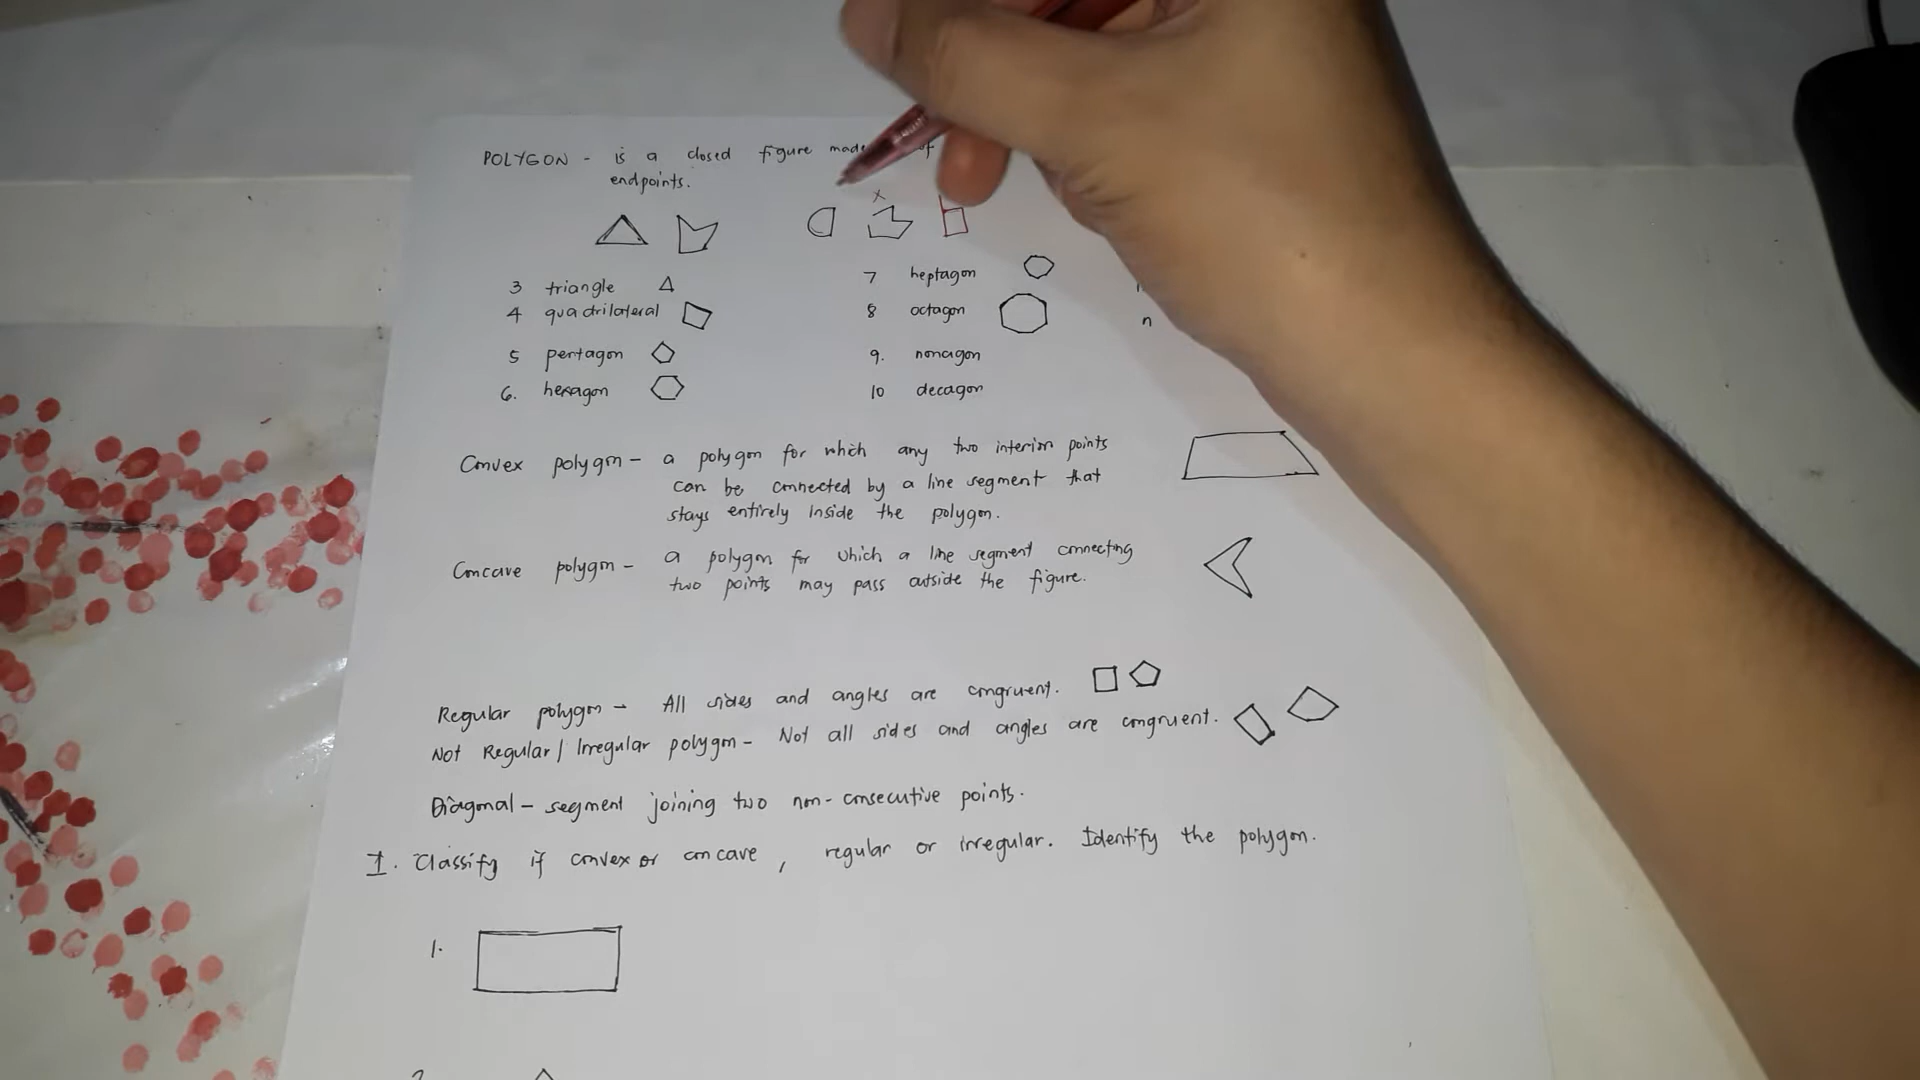 POLYGON - is a closed figure made of
endpoints.
x
3 triangle
4 quadrilateral
5 pentagon
6. hexagon
7 heptagon
8 octagon
9. nonagon
10 decagon
n
Convex polygon - a polygon for which any two interior points
can be connected by a line segment that
stays entirely inside the polygon.
Concave polygon - a polygon for which a line segment connecting
two points may pass outside the figure.
Regular polygon - All sides and angles are congruent.
Not Regular / Irregular polygon - Not all sides and angles are congruent.
Diagonal - segment joining two non-consecutive points.
I. Classify if convex or concave, regular or irregular. Identify the polygon.
1.